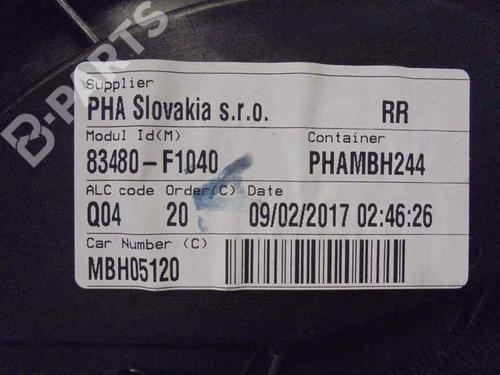 B-PARTS
Supplier
PHA Slovakia s.r.o. RR
Modul Id(M) Container
83480-F1040 PHAMBH244
ALC code Order(C) Date
Q04 20 09/02/2017 02:46:26
Car Number (C)
MBH05120